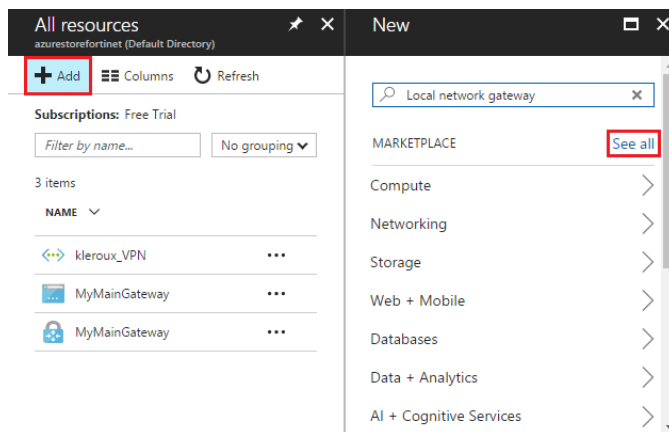 All resources
azurestorefortinet (Default Directory)
Add
Columns
Refresh
Subscriptions: Free Trial
Filter by name...
No grouping
3 items
NAME
kleroux_VPN
MyMainGateway
MyMainGateway
New
Local network gateway
MARKETPLACE
See all
Compute
Networking
Storage
Web + Mobile
Databases
Data + Analytics
AI + Cognitive Services